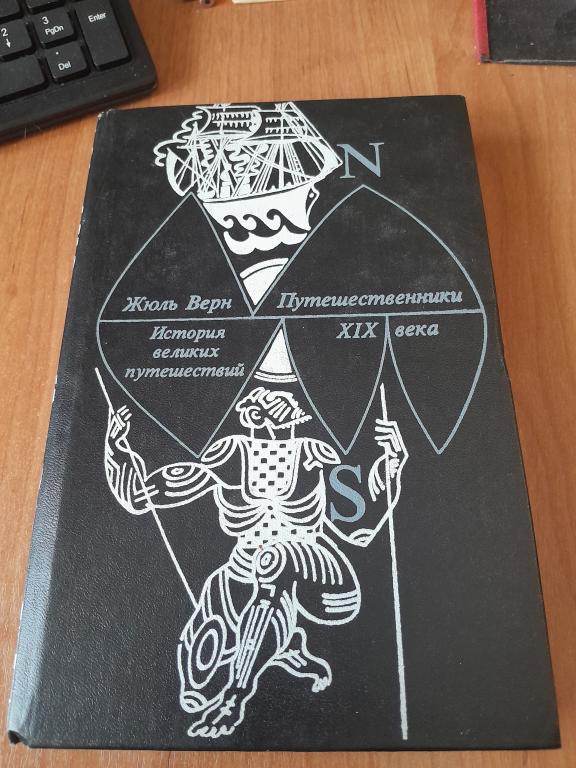 2
↓
3
PgDn
Enter
.
Del
N
Жюль Верн
Путешественники
История
великих
путешествий
XIX века
S